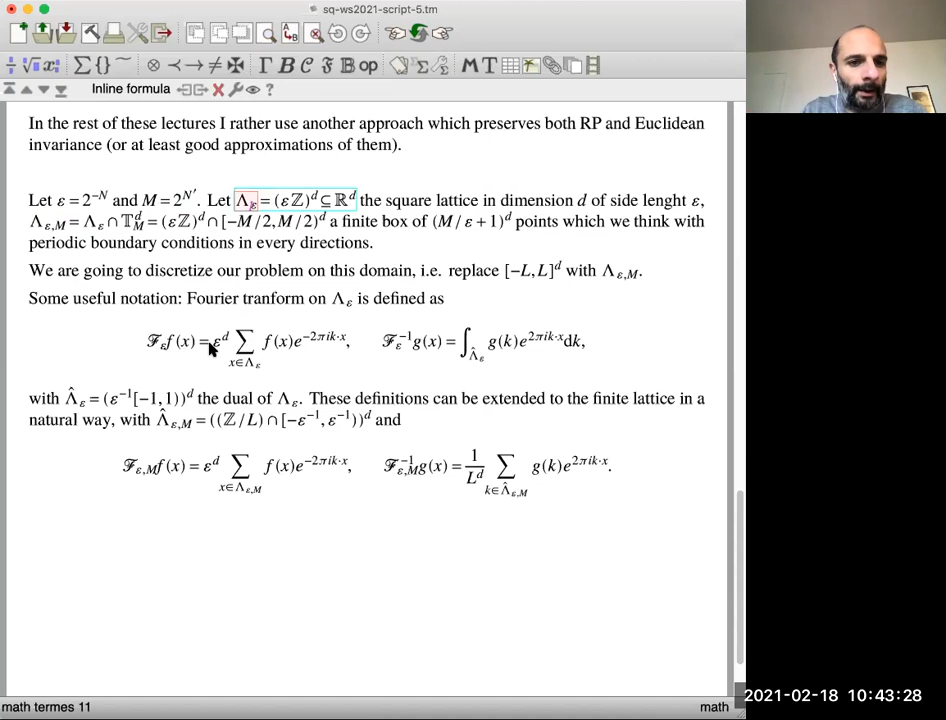 sq-ws2021-script-5.tm
Inline formula
In the rest of these lectures I rather use another approach which preserves both RP and Euclidean
invariance (or at least good approximations of them).
Let ε = 2^{-N} and M = 2^{N'}. Let Λ_ε = (εℤ)^d ⊆ ℝ^d the square lattice in dimension d of side lenght ε,
Λ_{ε,M} = Λ_ε ∩ 𝕋_M^d = (εℤ)^d ∩ [−M/2, M/2)^d a finite box of (M/ε+1)^d points which we think with
periodic boundary conditions in every directions.
We are going to discretize our problem on this domain, i.e. replace [−L, L]^d with Λ_{ε,M}.
Some useful notation: Fourier tranform on Λ_ε is defined as
ℱ_ε f(x) = ε^d ∑_{x∈Λ_ε} f(x)e^{−2πik·x}, ℱ_ε^{−1} g(x) = ∫_{Λ̂_ε} g(k)e^{2πik·x}dk,
with Λ̂_ε = (ε^{−1}[−1,1))^d the dual of Λ_ε. These definitions can be extended to the finite lattice in a
natural way, with Λ̂_{ε,M} = ((ℤ/L) ∩ [−ε^{−1}, ε^{−1}))^d and
ℱ_{ε,M} f(x) = ε^d ∑_{x∈Λ_{ε,M}} f(x)e^{−2πik·x}, ℱ_{ε,M}^{−1} g(x) = 1/L^d ∑_{k∈Λ̂_{ε,M}} g(k)e^{2πik·x}.
math termes 11
math
2021-02-18 10:43:28